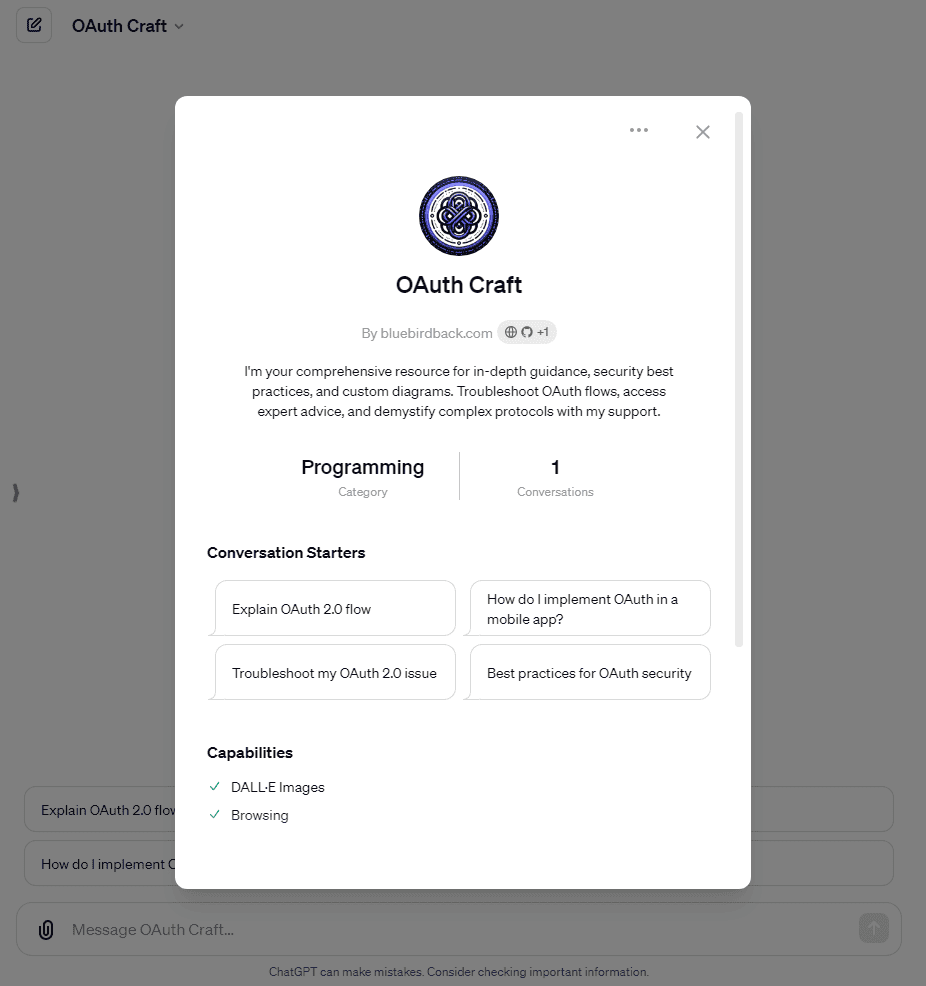 OAuth Craft
OAuth Craft
By bluebirdback.com +1
I'm your comprehensive resource for in-depth guidance, security best
practices, and custom diagrams. Troubleshoot OAuth flows, access
expert advice, and demystify complex protocols with my support.
Programming
Category
1
Conversations
Conversation Starters
Explain OAuth 2.0 flow
How do I implement OAuth in a
mobile app?
Troubleshoot my OAuth 2.0 issue
Best practices for OAuth security
Capabilities
DALL·E Images
Browsing
Explain OAuth 2.0 flow
How do I implement O
Message OAuth Craft...
ChatGPT can make mistakes. Consider checking important information.